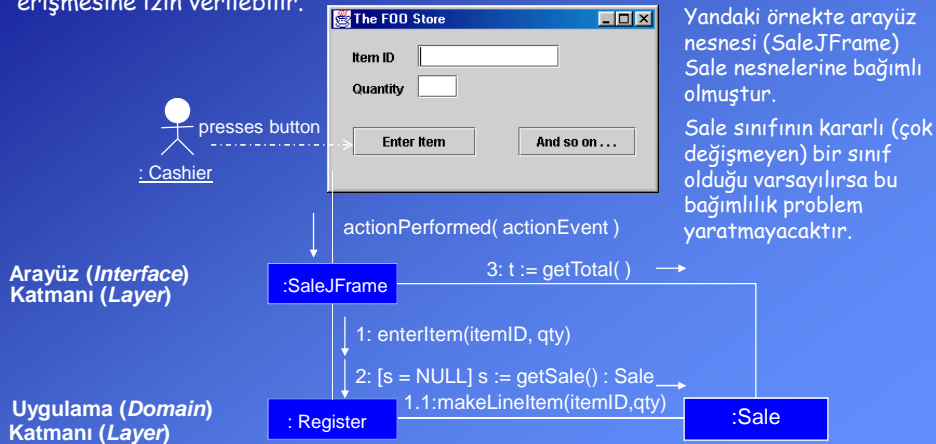 erişmesine izin verilebilir.
The FOO Store
Item ID
Quantity
Enter Item
And so on . . .
presses button
: Cashier
Yandaki örnekte arayüz
nesnesi (SaleJFrame)
Sale nesnelerine bağımlı
olmuştur.
Sale sınıfının kararlı (çok
değişmeyen) bir sınıf
olduğu varsayılırsa bu
bağımlılık problem
yaratmayacaktır.
actionPerformed( actionEvent )
Arayüz (Interface)
Katmanı (Layer)
:SaleJFrame
3: t := getTotal( )
1: enterItem(itemID, qty)
2: [s = NULL] s := getSale() : Sale
1.1:makeLineItem(itemID,qty)
Uygulama (Domain)
Katmanı (Layer)
: Register
:Sale